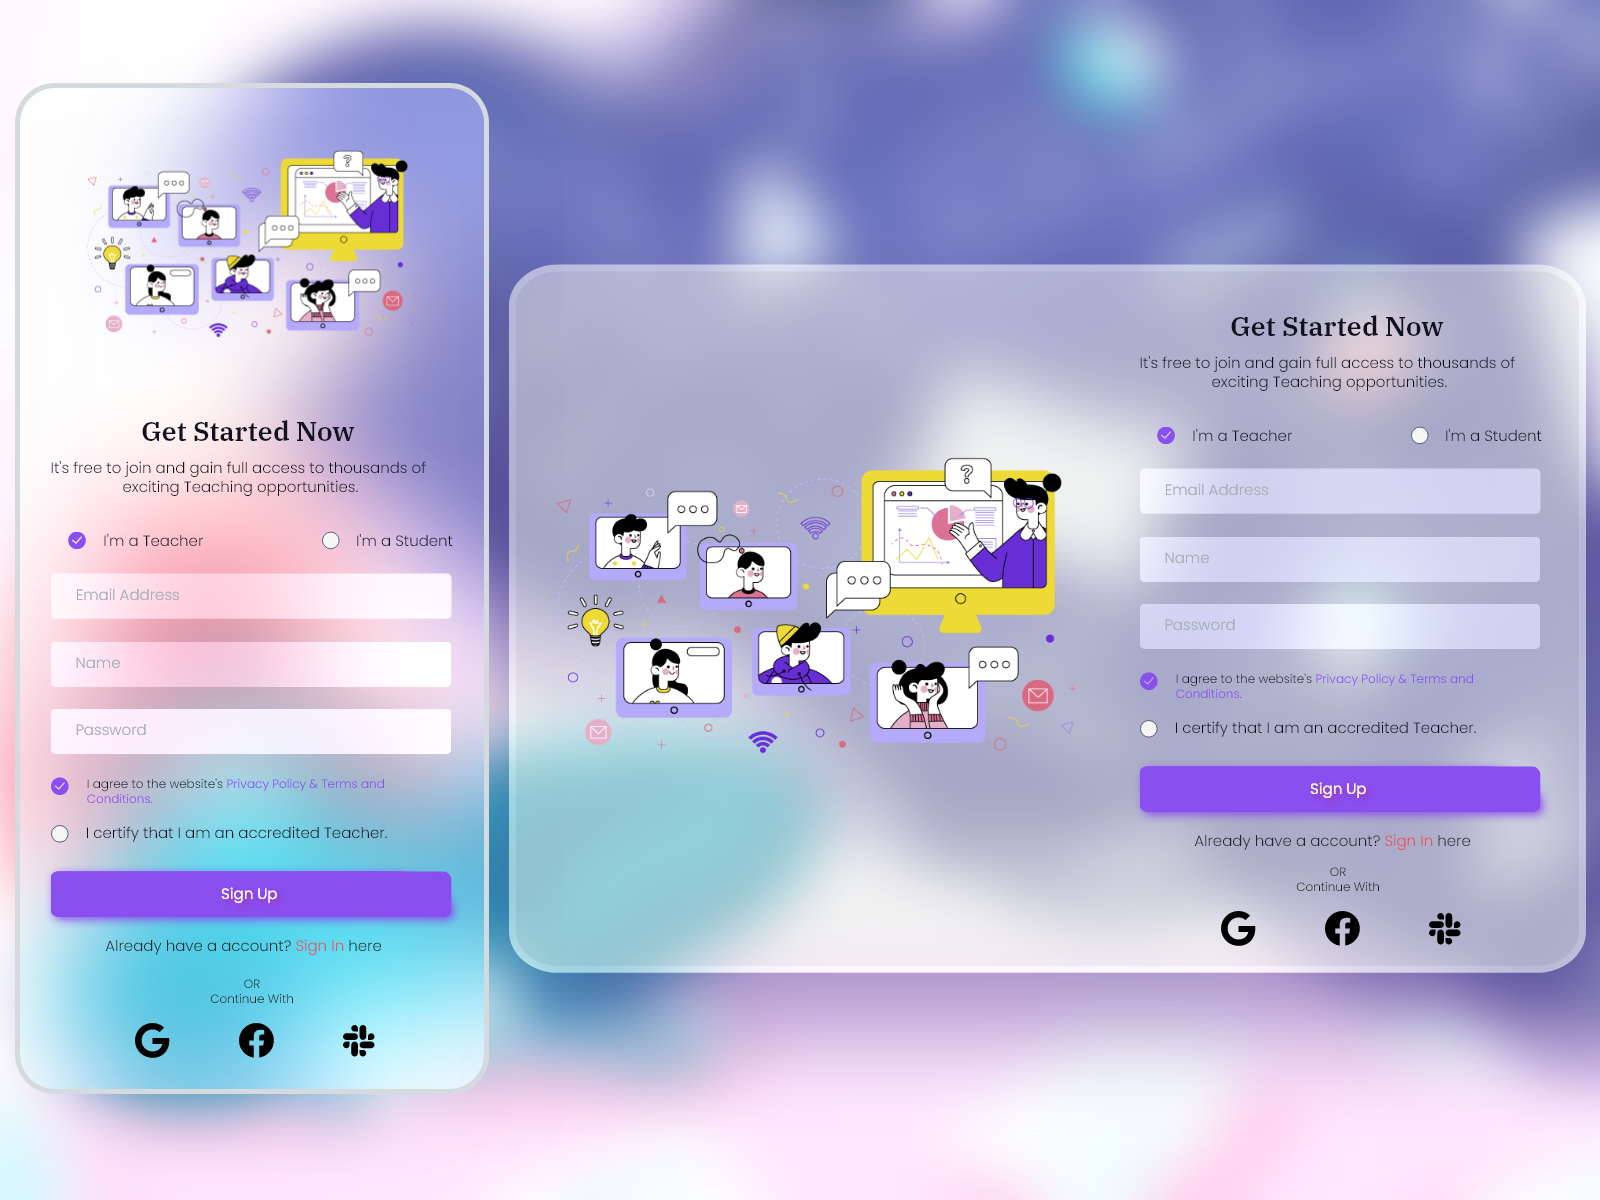 ?
Get Started Now
It's free to join and gain full access to thousands of
exciting Teaching opportunities.
I'm a Teacher
I'm a Student
Email Address
Name
Password
I agree to the website's Privacy Policy & Terms and
Conditions.
I certify that I am an accredited Teacher.
Sign Up
Already have a account? Sign In here
OR
Continue With
?
Get Started Now
It's free to join and gain full access to thousands of
exciting Teaching opportunities.
I'm a Teacher
I'm a Student
Email Address
Name
Password
I agree to the website's Privacy Policy & Terms and
Conditions.
I certify that I am an accredited Teacher.
Sign Up
Already have a account? Sign In here
OR
Continue With